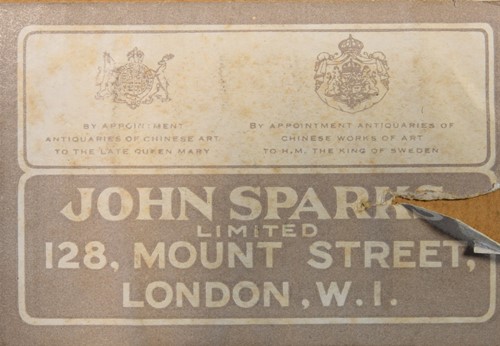 BY APPOINTMENT
ANTIQUARIES OF CHINESE ART
TO THE LATE QUEEN MARY
BY APPOINTMENT ANTIQUARIES OF
CHINESE WORKS OF ART
TO H.M. THE KING OF SWEDEN
JOHN SPARKS
LIMITED
128, MOUNT STREET,
LONDON, W.1.